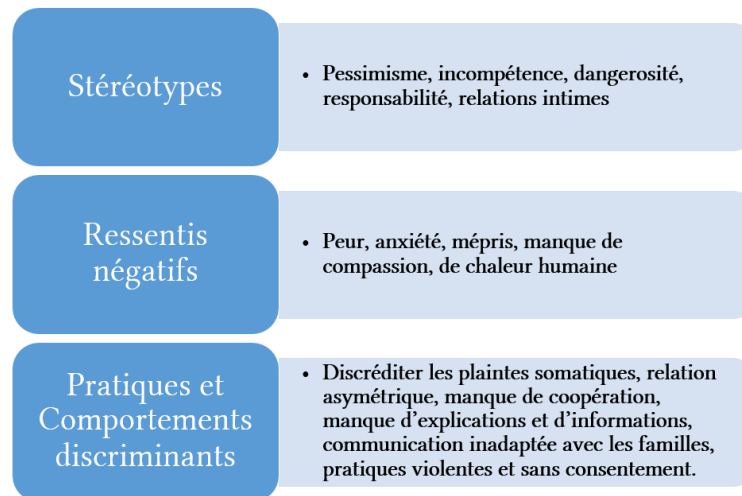 Stéréotypes
• Pessimisme, incompétence, dangerosité,
responsabilité, relations intimes
Ressentis
négatifs
• Peur, anxiété, mépris, manque de
compassion, de chaleur humaine
Pratiques et
Comportements
discriminants
• Discréditer les plaintes somatiques, relation
asymétrique, manque de coopération,
manque d'explications et d'informations,
communication inadaptée avec les familles,
pratiques violentes et sans consentement.